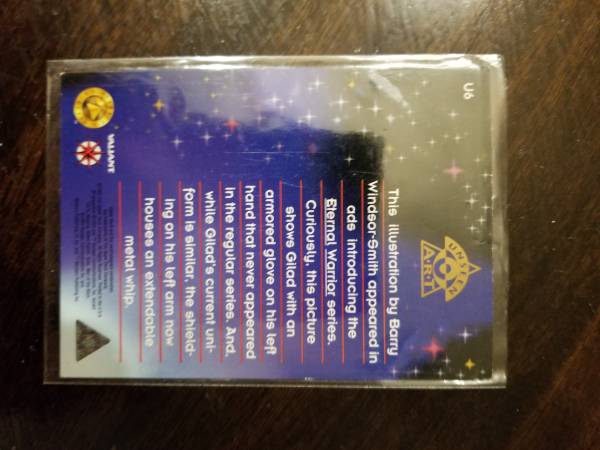 U6
UNSEEN
ART
This illustration by Barry
Windsor-Smith appeared in
ads introducing the
Eternal Warrior series.
Curiously, this picture
shows Gilad with an
armored glove on his left
hand that never appeared
in the regular series. And,
while Gilad's current uni-
form is similar, the shield-
ing on his left arm now
houses an extendable
metal whip.
VALIANT